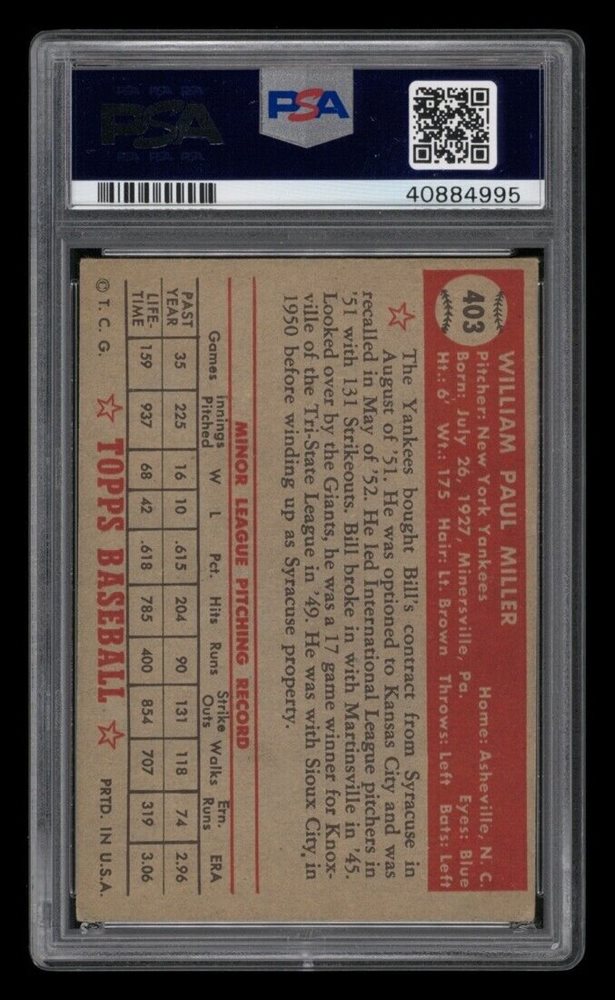 PSA
PSA PSA PSA
PSA
PSA PSA PSA
40884995
403
WILLIAM PAUL MILLER
Pitcher: New York Yankees Home: Asheville, N. C.
Born: July 26, 1927, Minersville, Pa. Eyes: Blue
Ht.: 6' Wt.: 175 Hair: Lt. Brown Throws: Left Bats: Left
The Yankees bought Bill's contract from Syracuse in
August of '51. He was optioned to Kansas City and was
recalled in May of '52. He led International League pitchers in
'51 with 131 Strikeouts. Bill broke in with Martinsville in '45.
Looked over by the Giants, he was a 17 game winner for Knox-
ville of the Tri-State League in '49. He was with Sioux City in
1950 before winding up as Syracuse property.
MINOR LEAGUE PITCHING RECORD
Games Innings Pitched W L Pct. Hits Runs Strike Outs Walks Ern. Runs ERA
PAST YEAR 35 225 16 10 .615 204 90 131 118 74 2.96
LIFE-TIME 159 937 68 42 .618 785 400 854 707 319 3.06
© T. C. G. ☆ TOPPS BASEBALL ☆ PRTD. IN U.S.A.